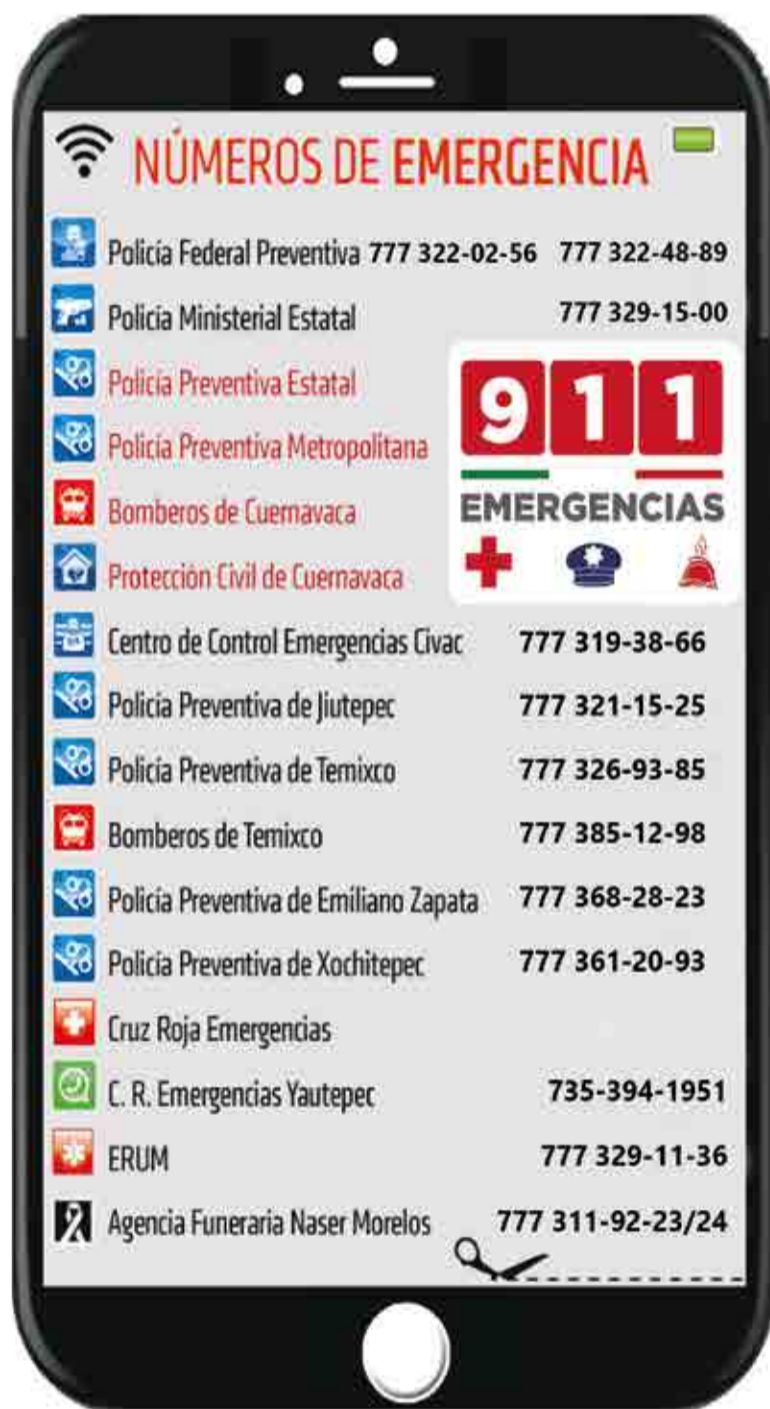 NÚMEROS DE EMERGENCIA
Policía Federal Preventiva 777 322-02-56 777 322-48-89
Policía Ministerial Estatal 777 329-15-00
Policía Preventiva Estatal
Policía Preventiva Metropolitana
Bomberos de Cuernavaca
Protección Civil de Cuernavaca
911
EMERGENCIAS
Centro de Control Emergencias Civac 777 319-38-66
Policía Preventiva de Jiutepec 777 321-15-25
Policía Preventiva de Temixco 777 326-93-85
Bomberos de Temixco 777 385-12-98
Policía Preventiva de Emiliano Zapata 777 368-28-23
Policía Preventiva de Xochitepec 777 361-20-93
Cruz Roja Emergencias
C. R. Emergencias Yautepec 735-394-1951
ERUM 777 329-11-36
Agencia Funeraria Naser Morelos 777 311-92-23/24